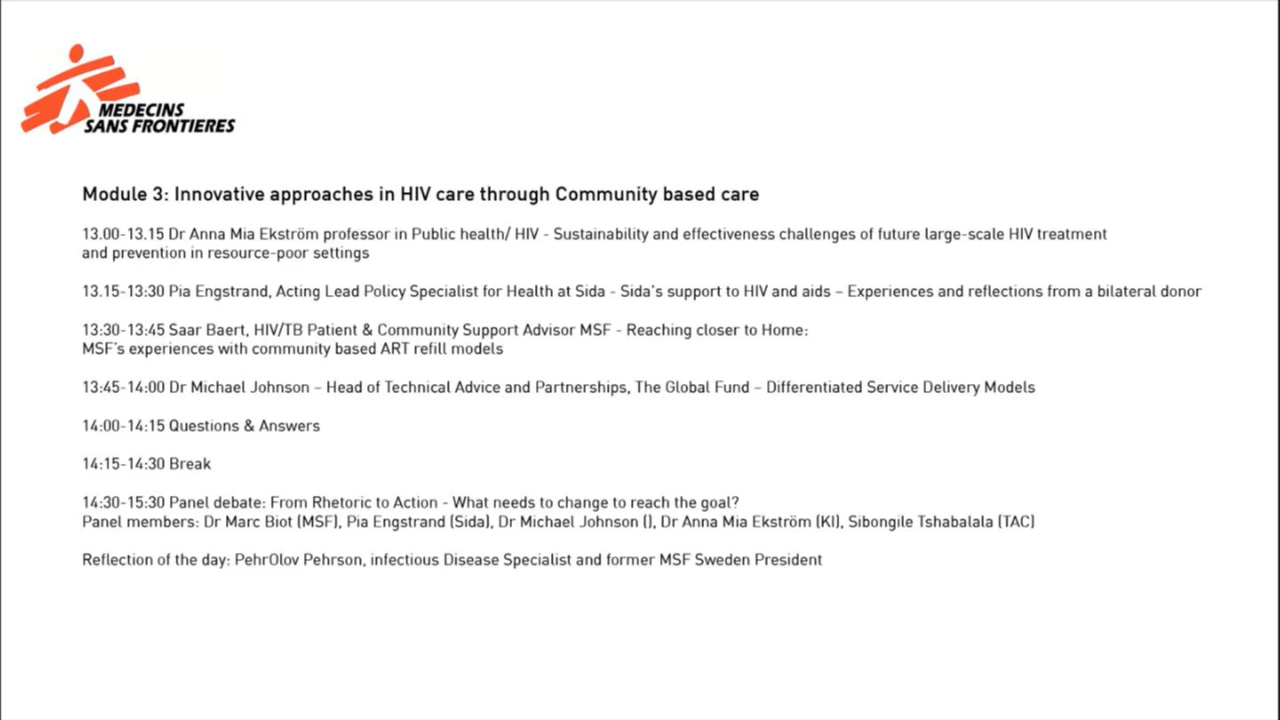 MEDECINS
SANS FRONTIERES
Module 3: Innovative approaches in HIV care through Community based care
13.00-13.15 Dr Anna Mia Ekström professor in Public health/ HIV - Sustainability and effectiveness challenges of future large-scale HIV treatment
and prevention in resource-poor settings
13.15-13:30 Pia Engstrand, Acting Lead Policy Specialist for Health at Sida - Sida's support to HIV and aids – Experiences and reflections from a bilateral donor
13:30-13:45 Saar Baert, HIV/TB Patient & Community Support Advisor MSF - Reaching closer to Home:
MSF's experiences with community based ART refill models
13:45-14:00 Dr Michael Johnson – Head of Technical Advice and Partnerships, The Global Fund – Differentiated Service Delivery Models
14:00-14:15 Questions & Answers
14:15-14:30 Break
14:30-15:30 Panel debate: From Rhetoric to Action - What needs to change to reach the goal?
Panel members: Dr Marc Biot (MSF), Pia Engstrand (Sida), Dr Michael Johnson (), Dr Anna Mia Ekström (KI), Sibongile Tshabalala (TAC)
Reflection of the day: PehrOlov Pehrson, infectious Disease Specialist and former MSF Sweden President